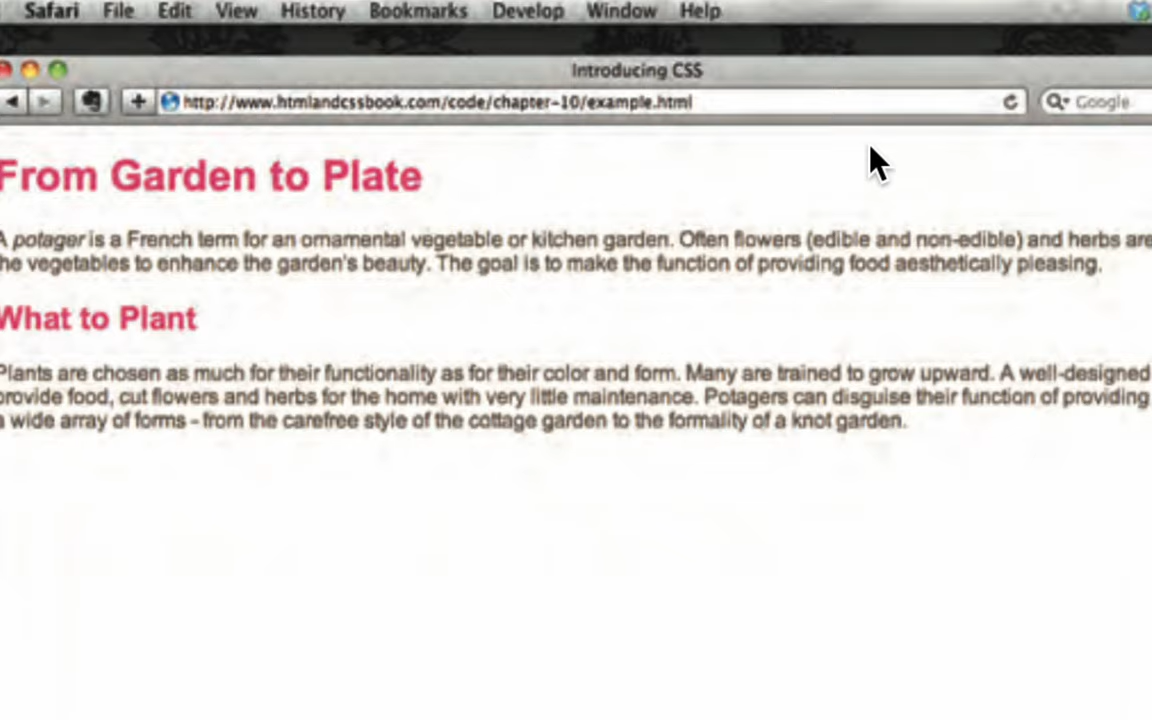 Safari File Edit View History Bookmarks Develop Window Help
Introducing CSS
http://www.htmlandcssbook.com/code/chapter-10/example.html
Google
From Garden to Plate
A potager is a French term for an ornamental vegetable or kitchen garden. Often flowers (edible and non-edible) and herbs are
he vegetables to enhance the garden's beauty. The goal is to make the function of providing food aesthetically pleasing.
What to Plant
Plants are chosen as much for their functionality as for their color and form. Many are trained to grow upward. A well-designed
provide food, cut flowers and herbs for the home with very little maintenance. Potagers can disguise their function of providing
a wide array of forms - from the carefree style of the cottage garden to the formality of a knot garden.